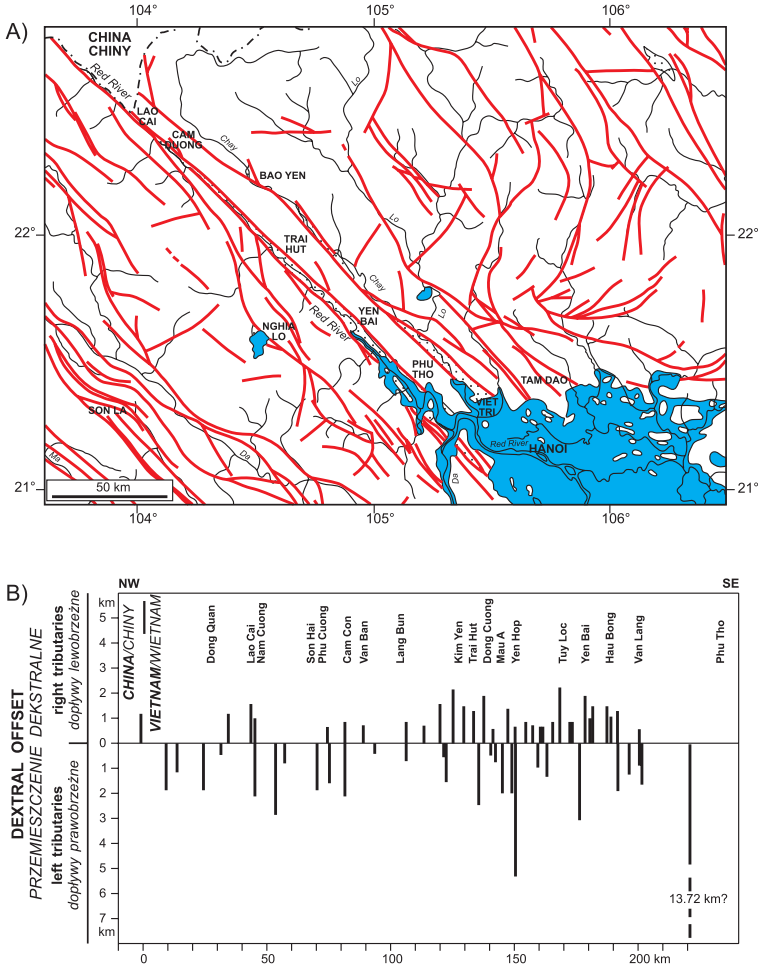 A)
104°
105°
106°
CHINA
CHINY
Red River
LAO
CAI
CAM
DUONG
Lo
Chay
BAO YEN
Lo
22°
22°
TRAI
HUT
Chay
Lo
Red River
YEN
BAI
NGHIA
LO
PHU
THO
TAM DAO
VIET
TRI
SON LA
Red River
HANOI
Ma
Da
Da
21°
21°
50 km
104°
105°
106°
B)
NW
SE
DEXTRAL OFFSET
PRZEMIESZCZENIE DEKSTRALNE
right tributaries
dopływy lewobrzeżne
left tributaries
dopływy prawobrzeżne
km
5
4
3
2
1
0
1
2
3
4
5
6
7
km
CHINA/CHINY
VIETNAM/WIETNAM
Dong Quan
Lao Cai
Nam Cuong
Son Hai
Phu Cuong
Cam Con
Van Ban
Lang Bun
Kim Yen
Trai Hut
Dong Cuong
Mau A
Yen Hop
Tuy Loc
Yen Bai
Hau Bong
Van Lang
Phu Tho
13.72 km?
0
50
100
150
200 km